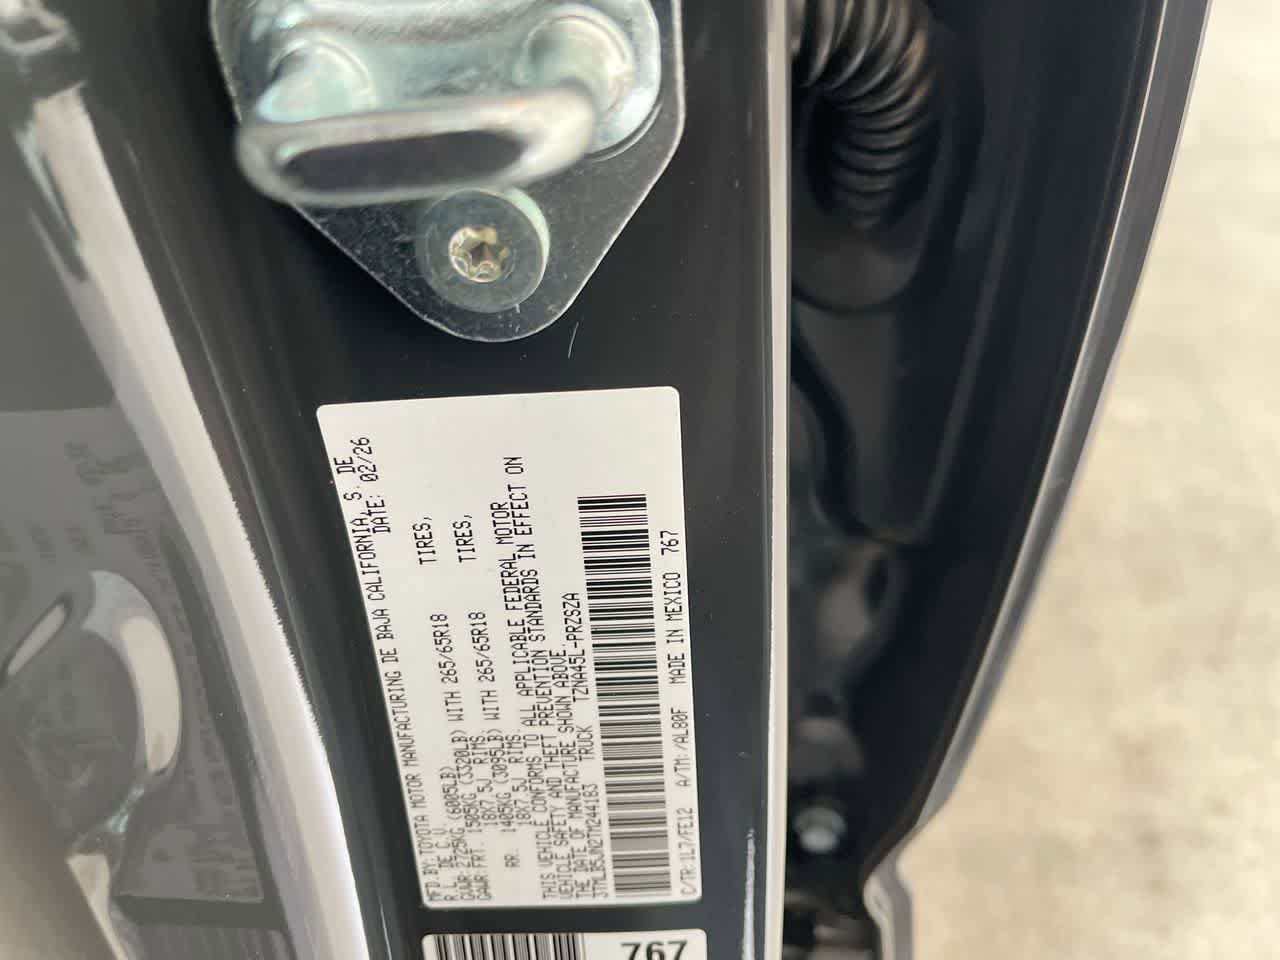 MFD BY: TOYOTA MOTOR MANUFACTURING DE BAJA CALIFORNIA, S. DE
R.L. DE C.V. DATE: 02/26
GVWR 2725KG (6005LB)
GAWR FRT. 1505KG (3320LB) WITH 265/65R18 TIRES,
18X7.5J RIMS,
RR. 1405KG (3095LB) WITH 265/65R18 TIRES,
18X7.5J RIMS.
THIS VEHICLE CONFORMS TO ALL APPLICABLE FEDERAL MOTOR
VEHICLE SAFETY AND THEFT PREVENTION STANDARDS IN EFFECT ON
THE DATE OF MANUFACTURE SHOWN ABOVE.
3TMLB5JN2TM244183 TRUCK TZNA45L-PRZSZA
C/TR:1L7/FE12 A/TM:/AL80F MADE IN MEXICO 767
767